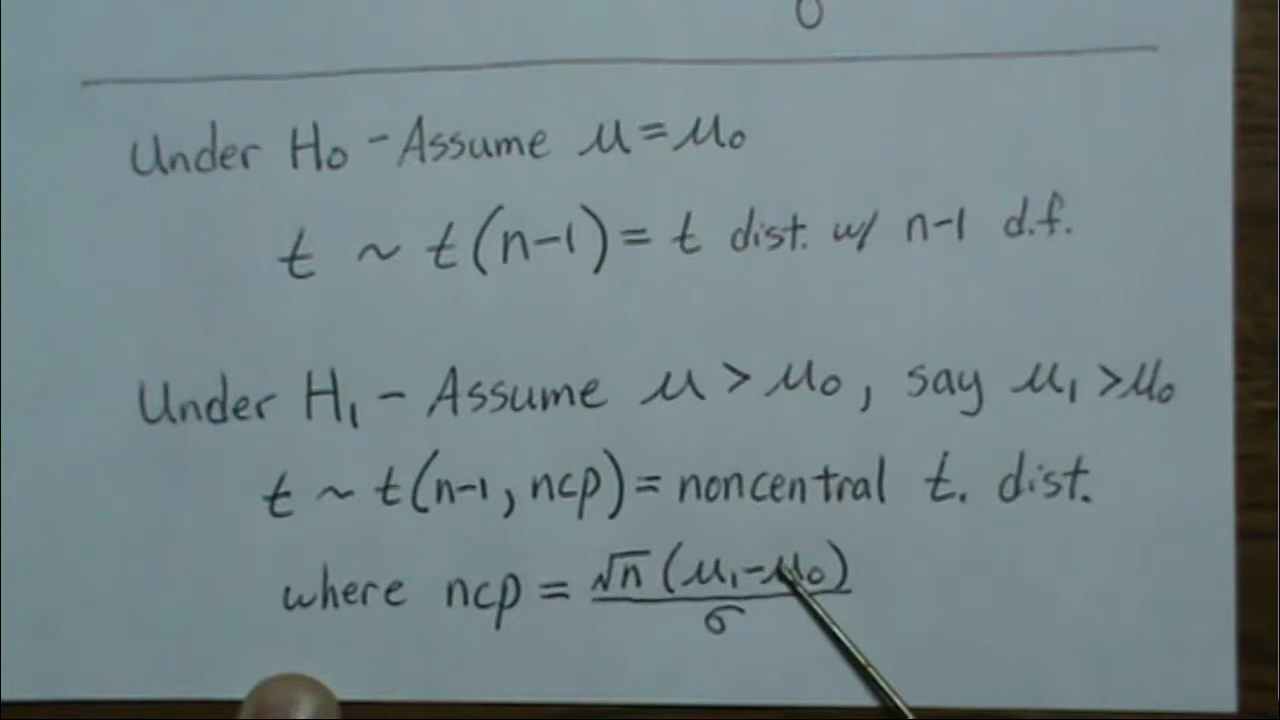 Under H₀ - Assume μ = μ₀
t ~ t(n-1) = t dist. w/ n-1 d.f.
Under H₁ - Assume μ > μ₀, say μ₁ > μ₀
t ~ t(n-1, ncp) = noncentral t. dist.
where ncp = √n (μ₁-μ₀) / σ